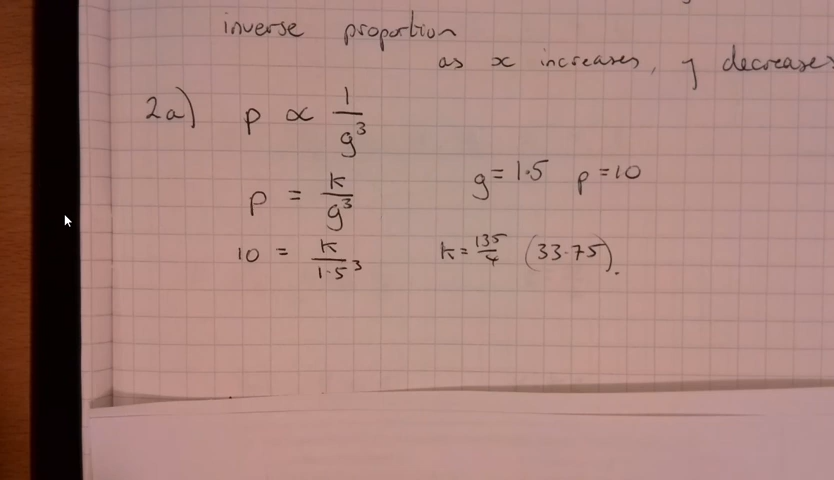 inverse proportion
as x increases, y decreases
2a) p ∝ 1/g³
p = k/g³ g = 1.5 p = 10
10 = k/1.5³ k = 135/4 (33.75).